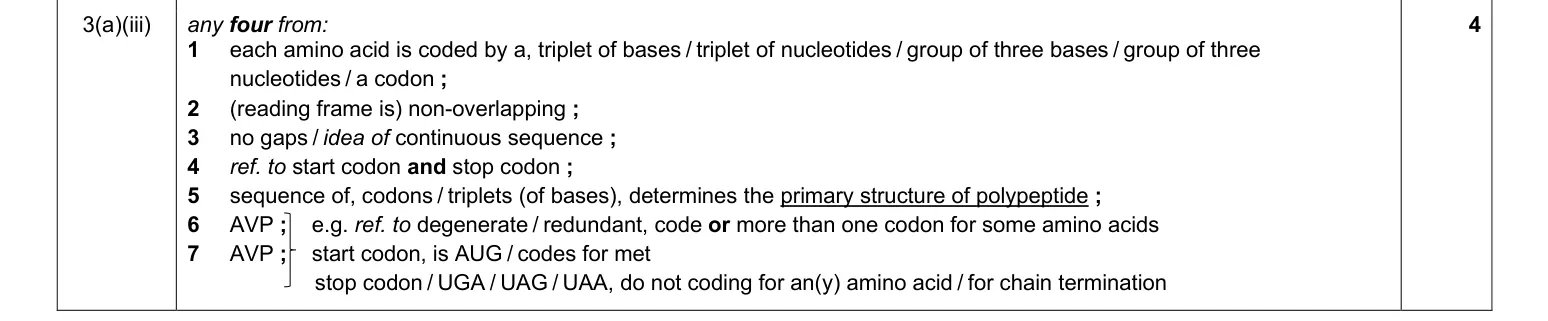 3(a)(iii) any four from: 4
1 each amino acid is coded by a, triplet of bases / triplet of nucleotides / group of three bases / group of three
nucleotides / a codon ;
2 (reading frame is) non-overlapping ;
3 no gaps / idea of continuous sequence ;
4 ref. to start codon and stop codon ;
5 sequence of, codons / triplets (of bases), determines the primary structure of polypeptide ;
6 AVP ; e.g. ref. to degenerate / redundant, code or more than one codon for some amino acids
7 AVP ; start codon, is AUG / codes for met
stop codon / UGA / UAG / UAA, do not coding for an(y) amino acid / for chain termination